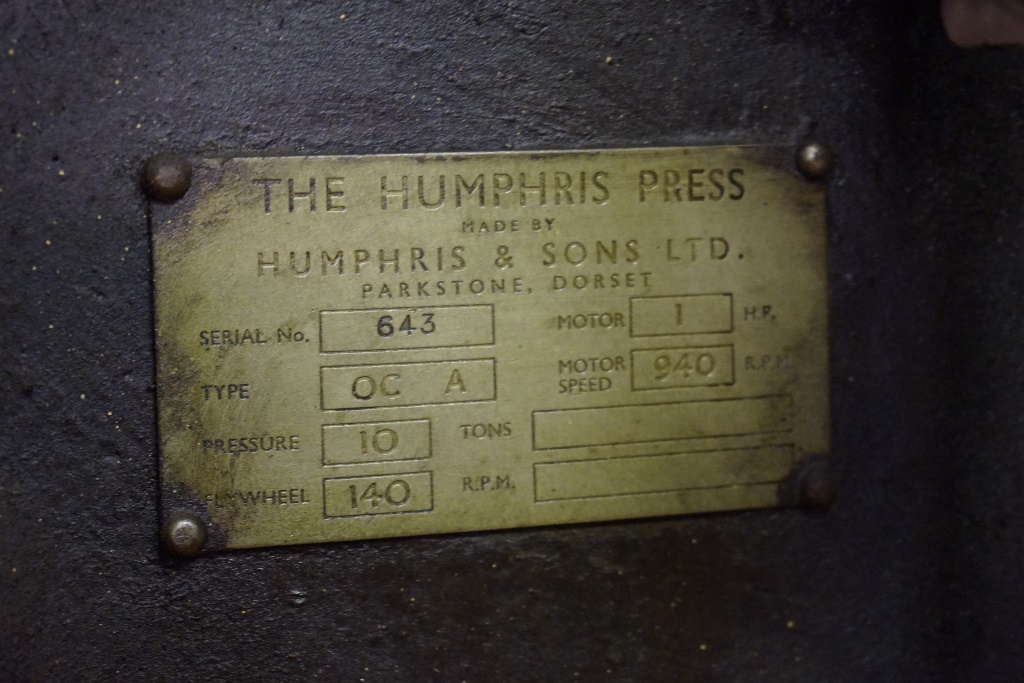 THE HUMPHRIS PRESS
MADE BY
HUMPHRIS & SONS LTD.
PARKSTONE, DORSET
SERIAL No. 643 MOTOR 1 H.P.
TYPE OC A MOTOR SPEED 940 R.P.M.
PRESSURE 10 TONS
FLYWHEEL 140 R.P.M.